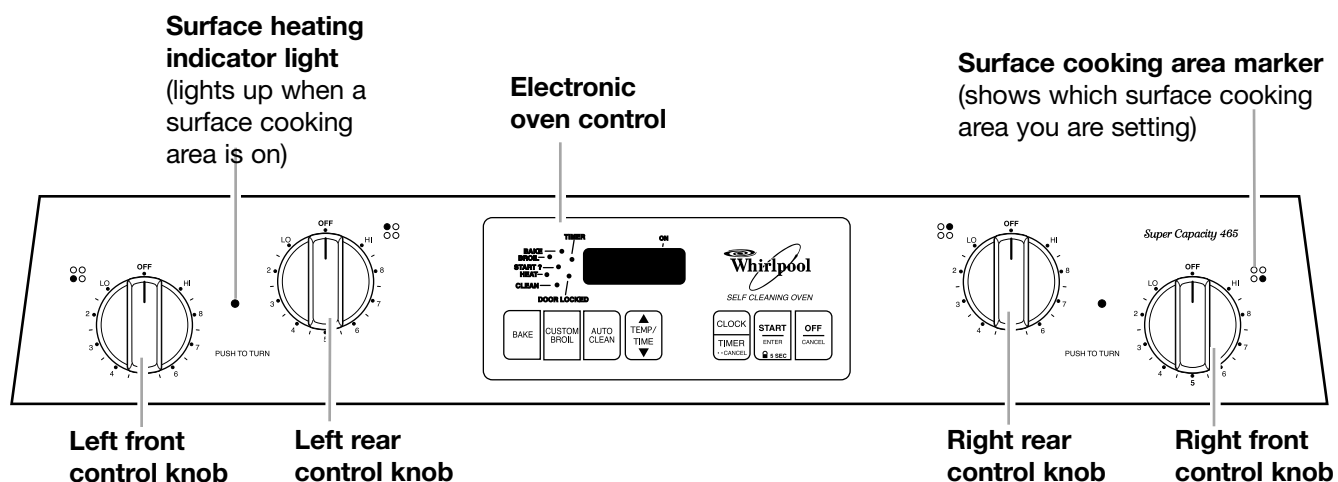 Surface heating
indicator light
(lights up when a
surface cooking
area is on)
Electronic
oven control
Surface cooking area marker
(shows which surface cooking
area you are setting)
OFF
LO
HI
2
8
3
7
4
6
5
PUSH TO TURN
OFF
LO
HI
2
8
3
7
4
6
5
TIMER
ON
BAKE
BROIL
START ?
HEAT
CLEAN
DOOR LOCKED
Whirlpool
SELF CLEANING OVEN
BAKE
CUSTOM
BROIL
AUTO
CLEAN
TEMP/
TIME
CLOCK
TIMER
••CANCEL
START
ENTER
5 SEC
OFF
CANCEL
OFF
LO
HI
2
8
3
7
4
6
5
PUSH TO TURN
Super Capacity 465
OFF
LO
HI
2
8
3
7
4
6
5
Left front
control knob
Left rear
control knob
Right rear
control knob
Right front
control knob